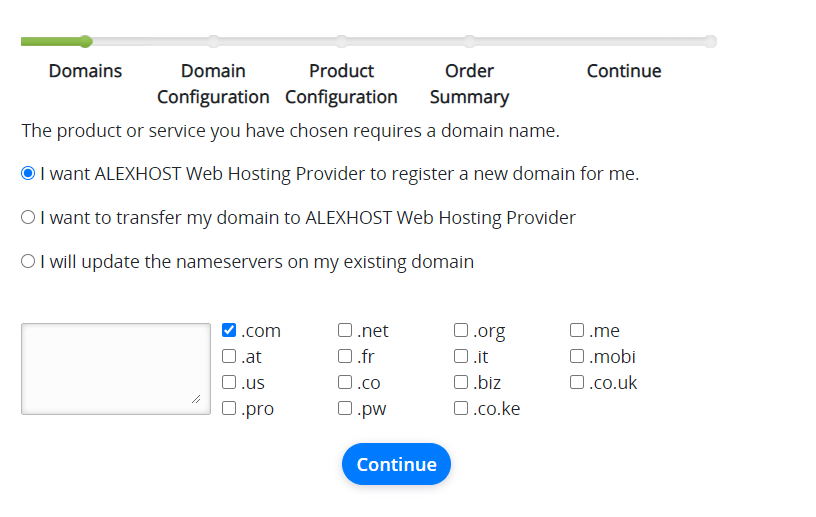 Domains
Domain Configuration
Product Configuration
Order Summary
Continue
The product or service you have chosen requires a domain name.
I want ALEXHOST Web Hosting Provider to register a new domain for me.
I want to transfer my domain to ALEXHOST Web Hosting Provider
I will update the nameservers on my existing domain
.com .net .org .me
.at .fr .it .mobi
.us .co .biz .co.uk
.pro .pw .co.ke
Continue